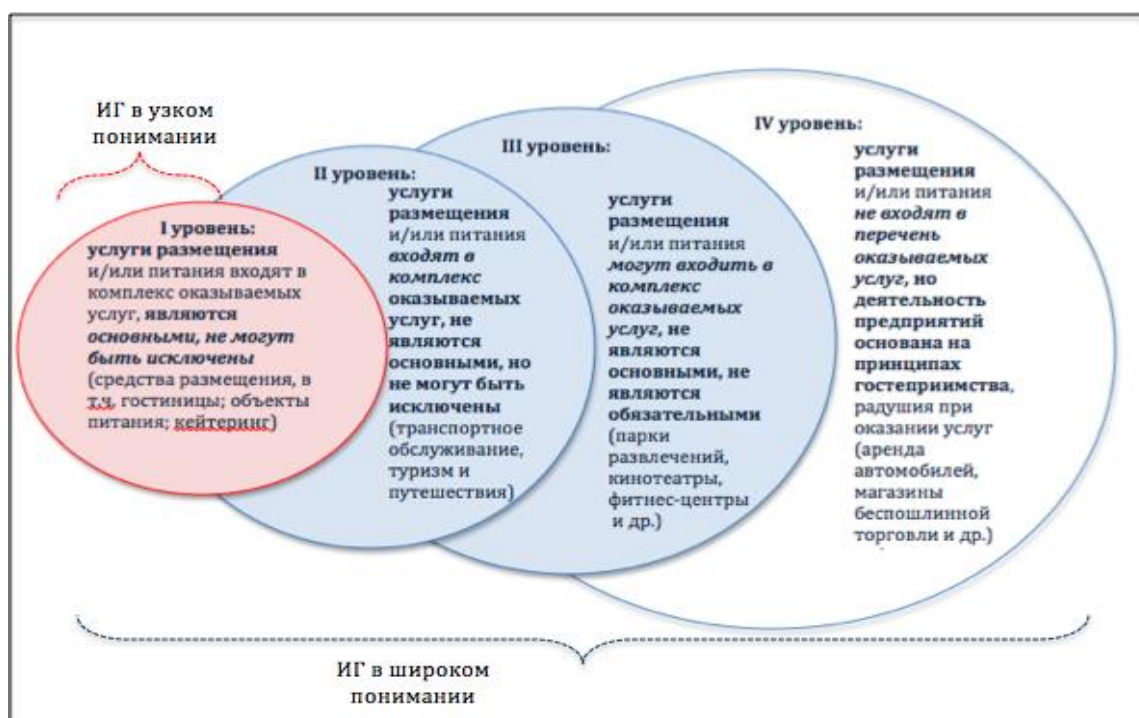 ИГ в узком
понимании
I уровень:
услуги размещения
и/или питания входят в
комплекс оказываемых
услуг, являются
основными, не могут
быть исключены
(средства размещения, в
т.ч. гостиницы; объекты
питания; кейтеринг)
II уровень:
услуги
размещения
и/или питания
входят в
комплекс
оказываемых
услуг, не
являются
основными, но
не могут быть
исключены
(транспортное
обслуживание,
туризм и
путешествия)
III уровень:
услуги
размещения
и/или питания
могут входить в
комплекс
оказываемых
услуг, не
являются
основными, не
являются
обязательными
(парки
развлечений,
кинотеатры,
фитнес-центры
и др.)
IV уровень:
услуги
размещения
и/или питания
не входят в
перечень
оказываемых
услуг, но
деятельность
предприятий
основана на
принципах
гостеприимства,
радушия при
оказании услуг
(аренда
автомобилей,
магазины
беспошлинной
торговли и др.)
ИГ в широком
понимании